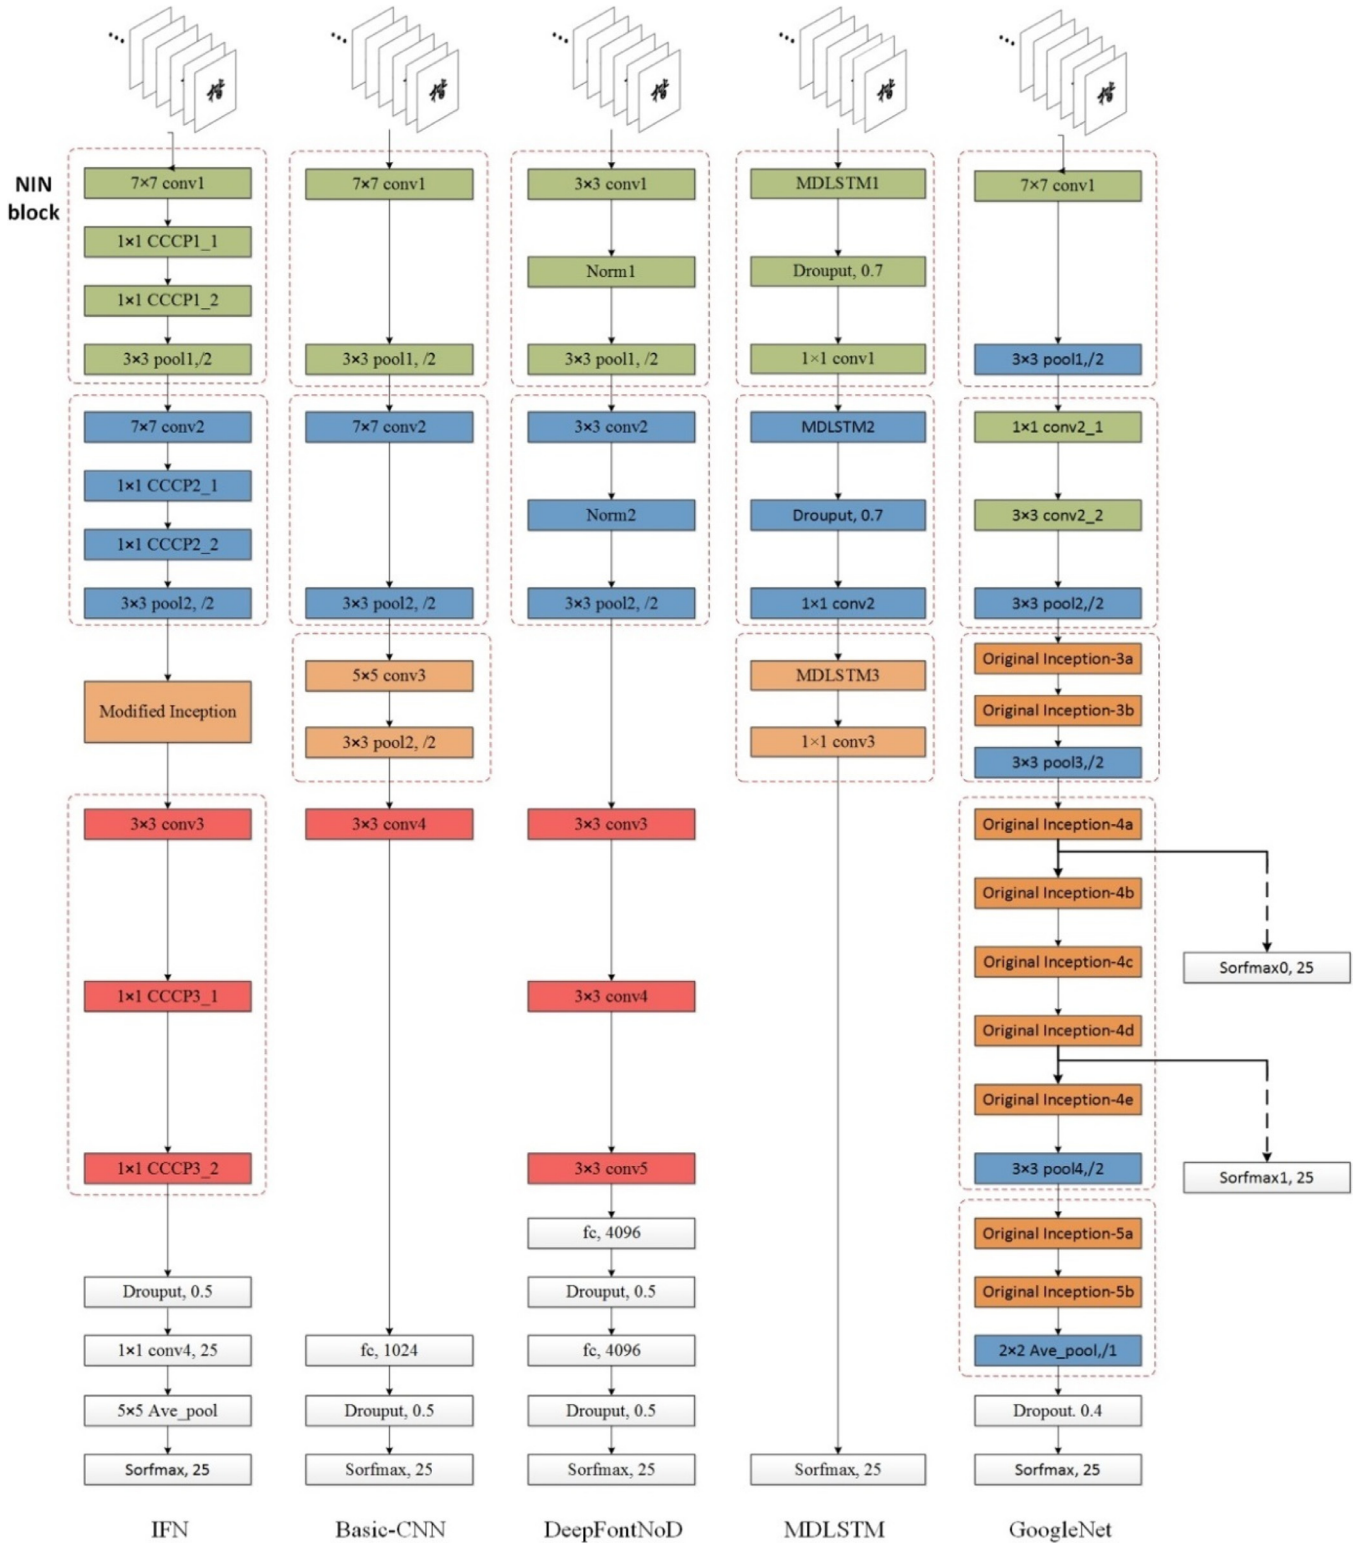 NIN
block
7×7 conv1
1×1 CCCP1_1
1×1 CCCP1_2
3×3 pool1,/2
7×7 conv2
1×1 CCCP2_1
1×1 CCCP2_2
3×3 pool2, /2
Modified Inception
3×3 conv3
1×1 CCCP3_1
1×1 CCCP3_2
Drouput, 0.5
1×1 conv4, 25
5×5 Ave_pool
Sorfmax, 25
IFN
7×7 conv1
3×3 pool1, /2
7×7 conv2
3×3 pool2, /2
5×5 conv3
3×3 pool2, /2
3×3 conv4
fc, 1024
Drouput, 0.5
Sorfmax, 25
Basic-CNN
3×3 conv1
Norm1
3×3 pool1, /2
3×3 conv2
Norm2
3×3 pool2, /2
3×3 conv3
3×3 conv4
3×3 conv5
fc, 4096
Drouput, 0.5
fc, 4096
Drouput, 0.5
Sorfmax, 25
DeepFontNoD
MDLSTM1
Drouput, 0.7
1×1 conv1
MDLSTM2
Drouput, 0.7
1×1 conv2
MDLSTM3
1×1 conv3
Sorfmax, 25
MDLSTM
7×7 conv1
3×3 pool1,/2
1×1 conv2_1
3×3 conv2_2
3×3 pool2,/2
Original Inception-3a
Original Inception-3b
3×3 pool3,/2
Original Inception-4a
Original Inception-4b
Original Inception-4c
Original Inception-4d
Original Inception-4e
3×3 pool4,/2
Original Inception-5a
Original Inception-5b
2×2 Ave_pool,/1
Dropout. 0.4
Sorfmax, 25
GoogleNet
Sorfmax0, 25
Sorfmax1, 25